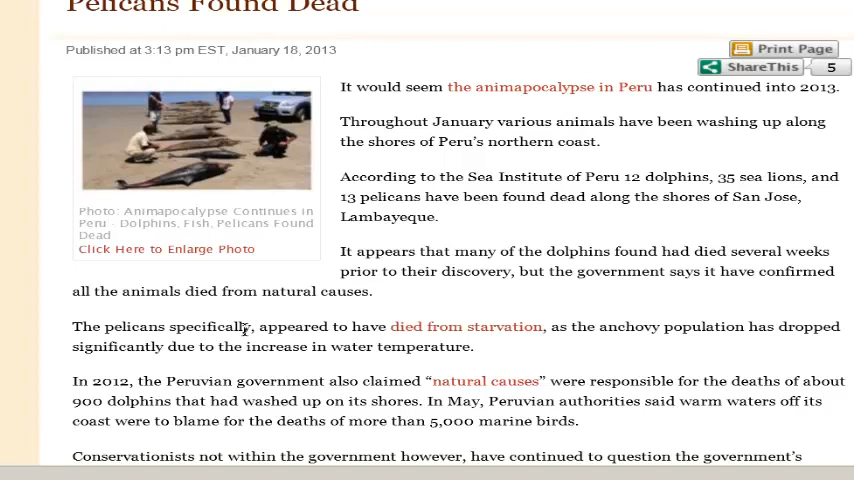 Pelicans Found Dead
Published at 3:13 pm EST, January 18, 2013
Print Page
ShareThis 5
It would seem the animapocalypse in Peru has continued into 2013.
Throughout January various animals have been washing up along
the shores of Peru's northern coast.
According to the Sea Institute of Peru 12 dolphins, 35 sea lions, and
13 pelicans have been found dead along the shores of San Jose,
Lambayeque.
Photo: Animapocalypse Continues in
Peru - Dolphins, Fish, Pelicans Found
Dead
Click Here to Enlarge Photo
It appears that many of the dolphins found had died several weeks
prior to their discovery, but the government says it have confirmed
all the animals died from natural causes.
The pelicans specifically, appeared to have died from starvation, as the anchovy population has dropped
significantly due to the increase in water temperature.
In 2012, the Peruvian government also claimed “natural causes” were responsible for the deaths of about
900 dolphins that had washed up on its shores. In May, Peruvian authorities said warm waters off its
coast were to blame for the deaths of more than 5,000 marine birds.
Conservationists not within the government however, have continued to question the government's